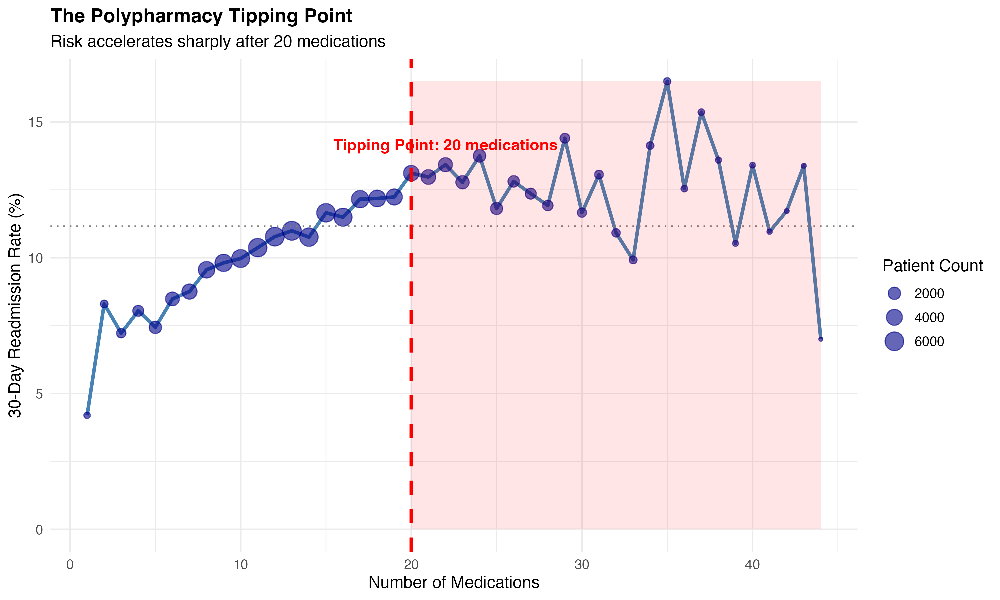 The Polypharmacy Tipping Point
Risk accelerates sharply after 20 medications
30-Day Readmission Rate (%)
15
10
5
0
Tipping Point: 20 medications
0 10 20 30 40
Number of Medications
Patient Count
2000
4000
6000